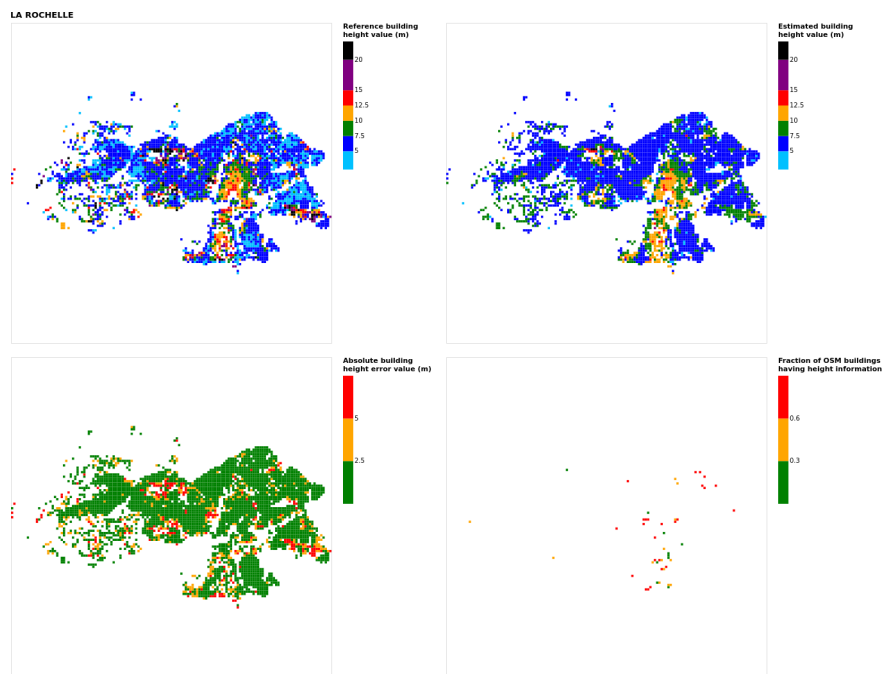 LA ROCHELLE
Reference building
height value (m)
20
15
12.5
10
7.5
5
Estimated building
height value (m)
20
15
12.5
10
7.5
5
Absolute building
height error value (m)
5
2.5
Fraction of OSM buildings
having height information
0.6
0.3